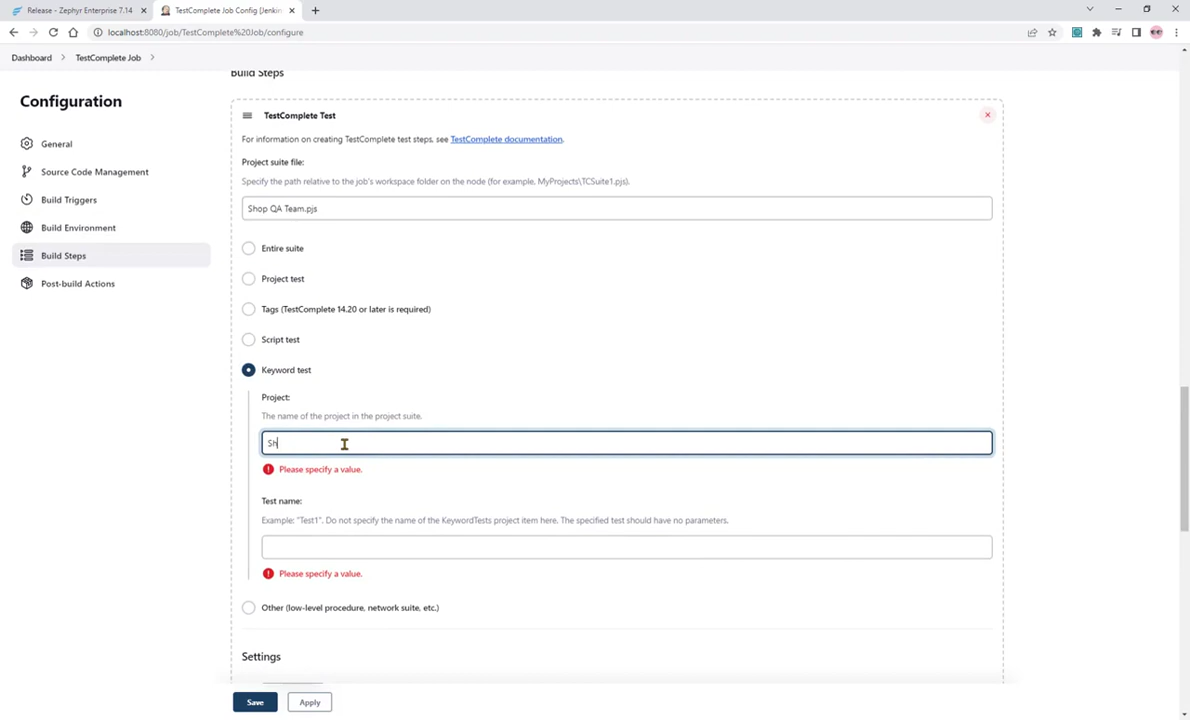 Release - Zephyr Enterprise 7.14
TestComplete Job Config [Jenkin
localhost:8080/job/TestComplete%20Job/configure
Dashboard
TestComplete Job
Configuration
General
Source Code Management
Build Triggers
Build Environment
Build Steps
Post-build Actions
Build Steps
TestComplete Test
For information on creating TestComplete test steps, see TestComplete documentation.
Project suite file:
Specify the path relative to the job's workspace folder on the node (for example, MyProjects\TCSuite1.pjs).
Shop QA Team.pjs
Entire suite
Project test
Tags (TestComplete 14.20 or later is required)
Script test
Keyword test
Project:
The name of the project in the project suite.
Sh
Please specify a value.
Test name:
Example: "Test1". Do not specify the name of the KeywordTests project item here. The specified test should have no parameters.
Please specify a value.
Other (low-level procedure, network suite, etc.)
Settings
Save
Apply